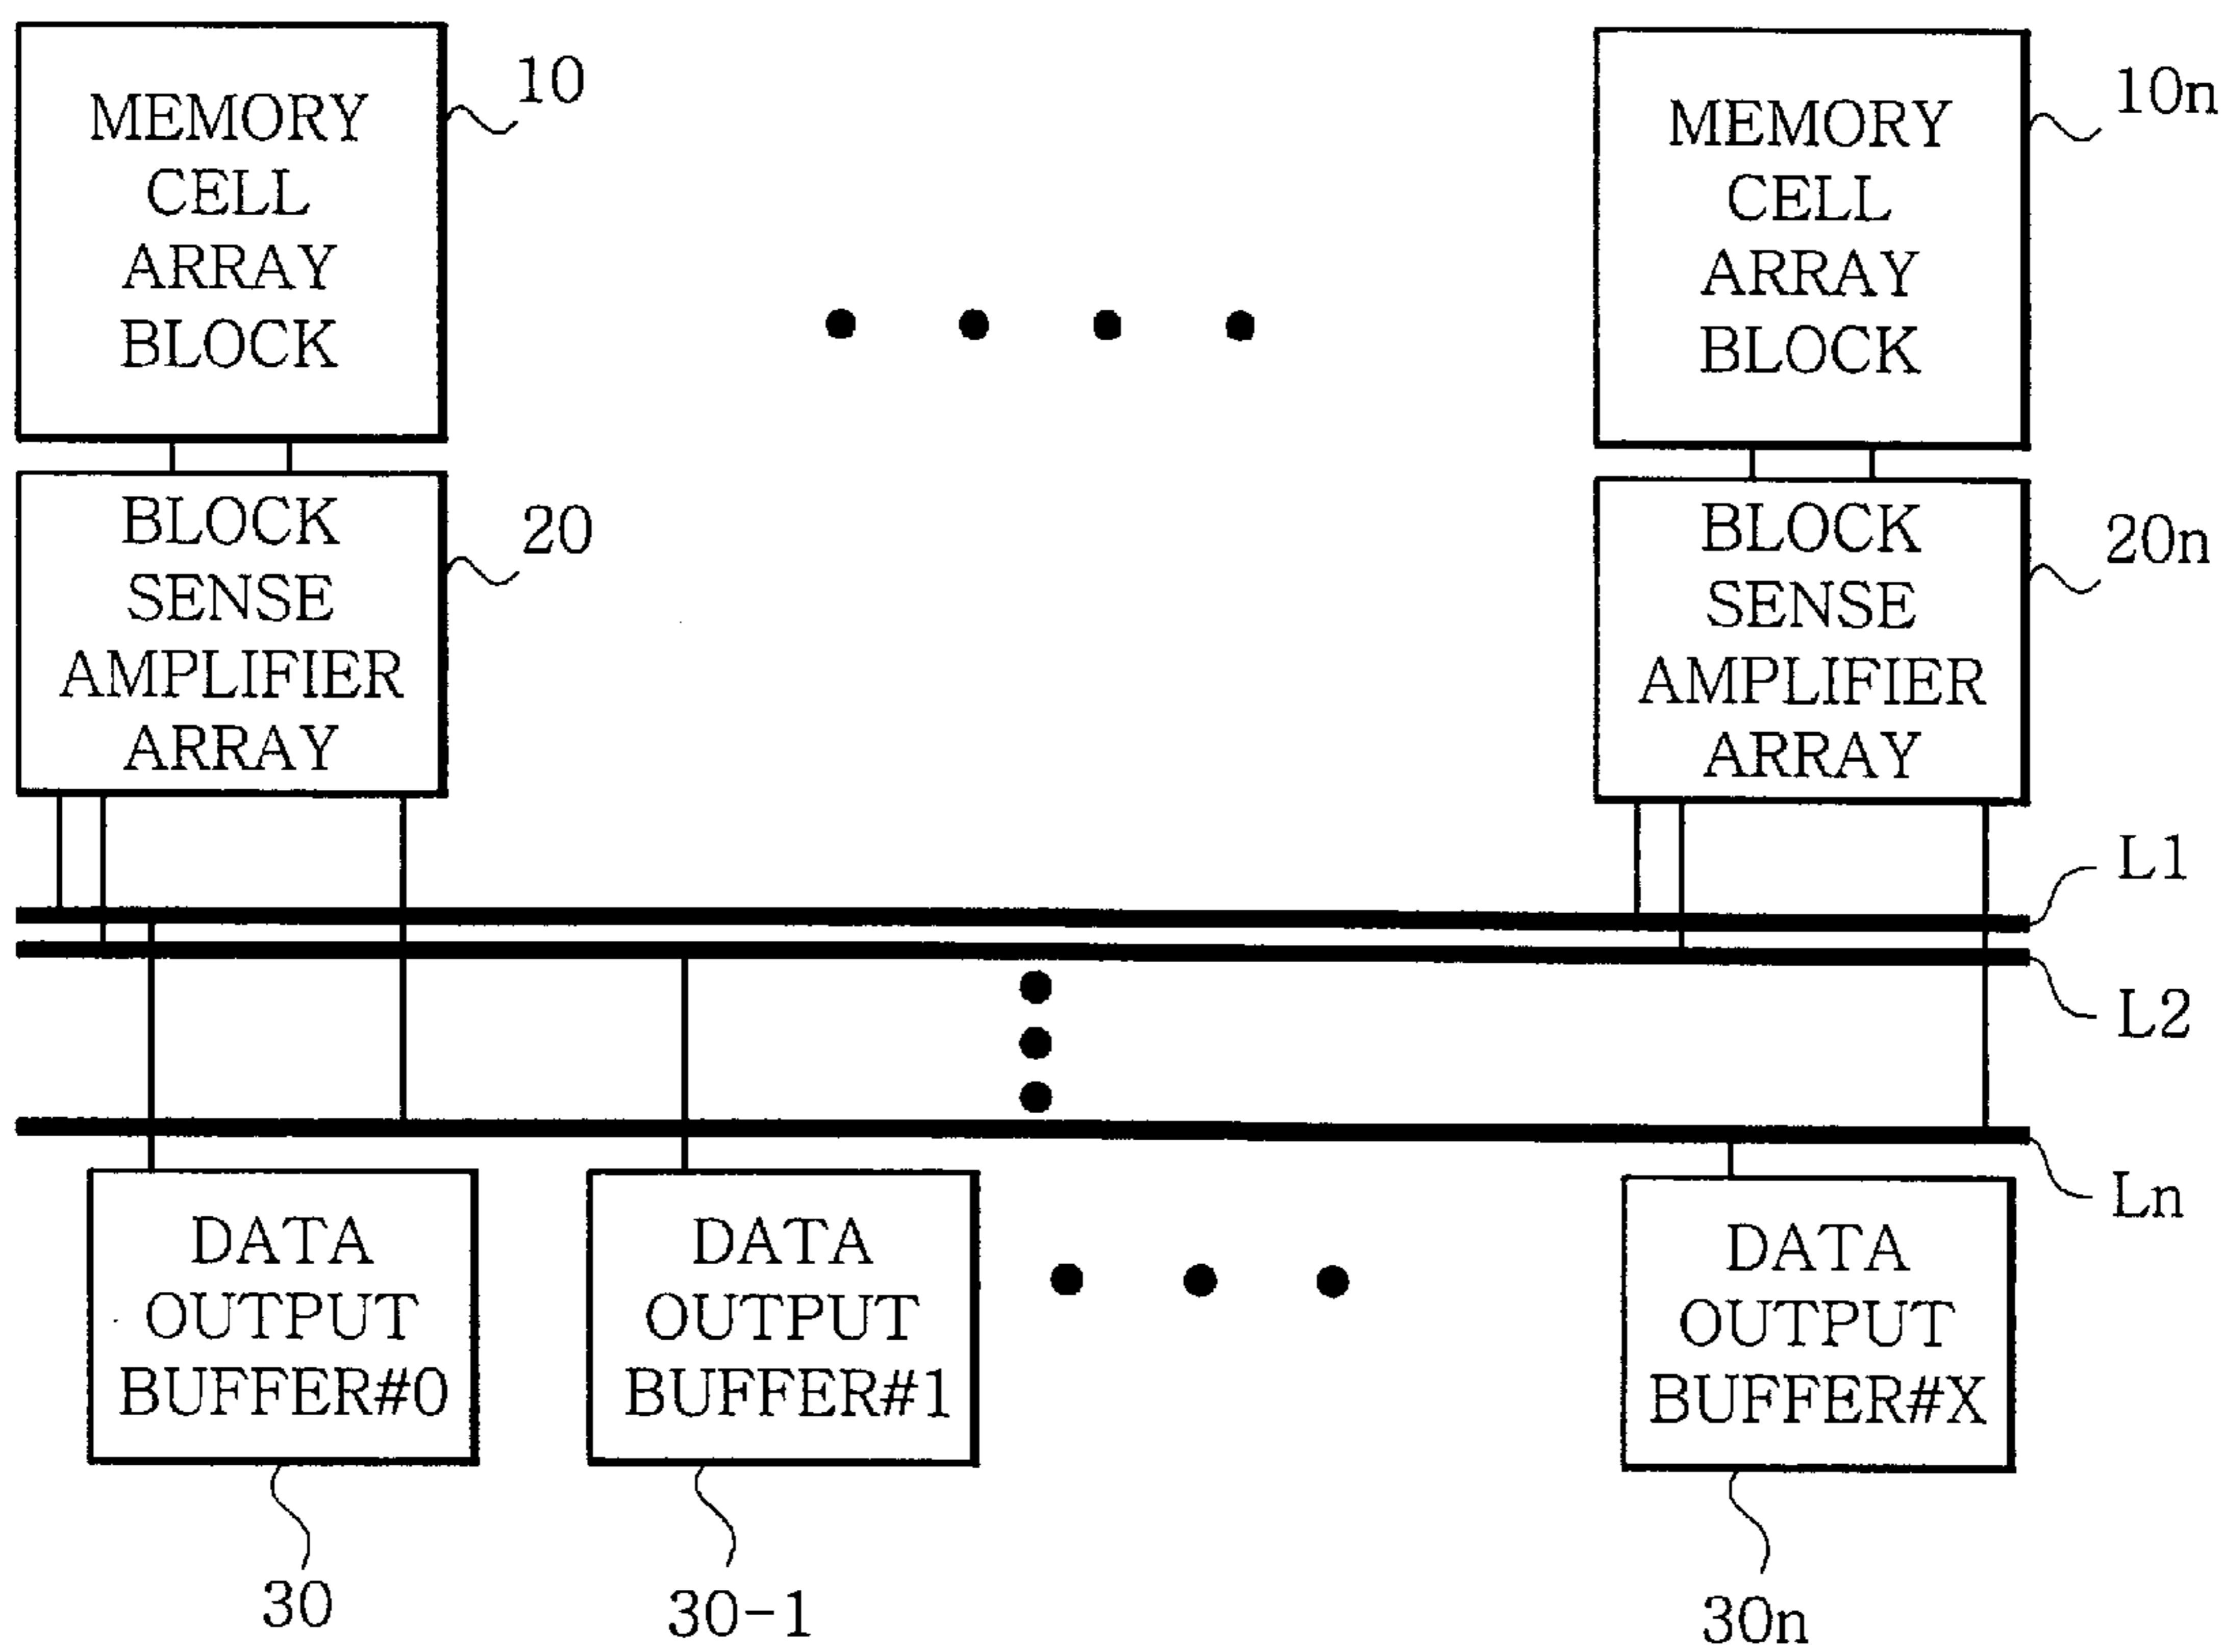 MEMORY
CELL
ARRAY
BLOCK
10
MEMORY
CELL
ARRAY
BLOCK
10n
BLOCK
SENSE
AMPLIFIER
ARRAY
20
BLOCK
SENSE
AMPLIFIER
ARRAY
20n
L1
L2
Ln
DATA
OUTPUT
BUFFER#0
30
DATA
OUTPUT
BUFFER#1
30-1
DATA
OUTPUT
BUFFER#X
30n